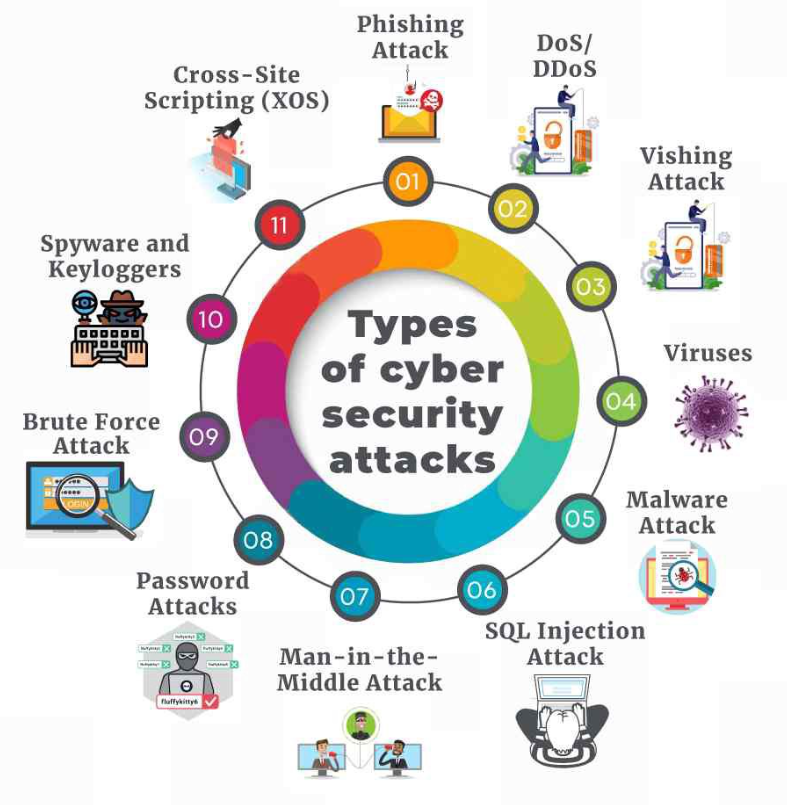 Phishing
Attack
01
DoS/
DDoS
02
Vishing
Attack
03
Viruses
04
Malware
Attack
05
SQL Injection
Attack
06
Man-in-the-
Middle Attack
07
Password
Attacks
fluffykitty6
08
Brute Force
Attack
LOGIN
09
Spyware and
Keyloggers
10
Cross-Site
Scripting (XOS)
11
Types
of cyber
security
attacks